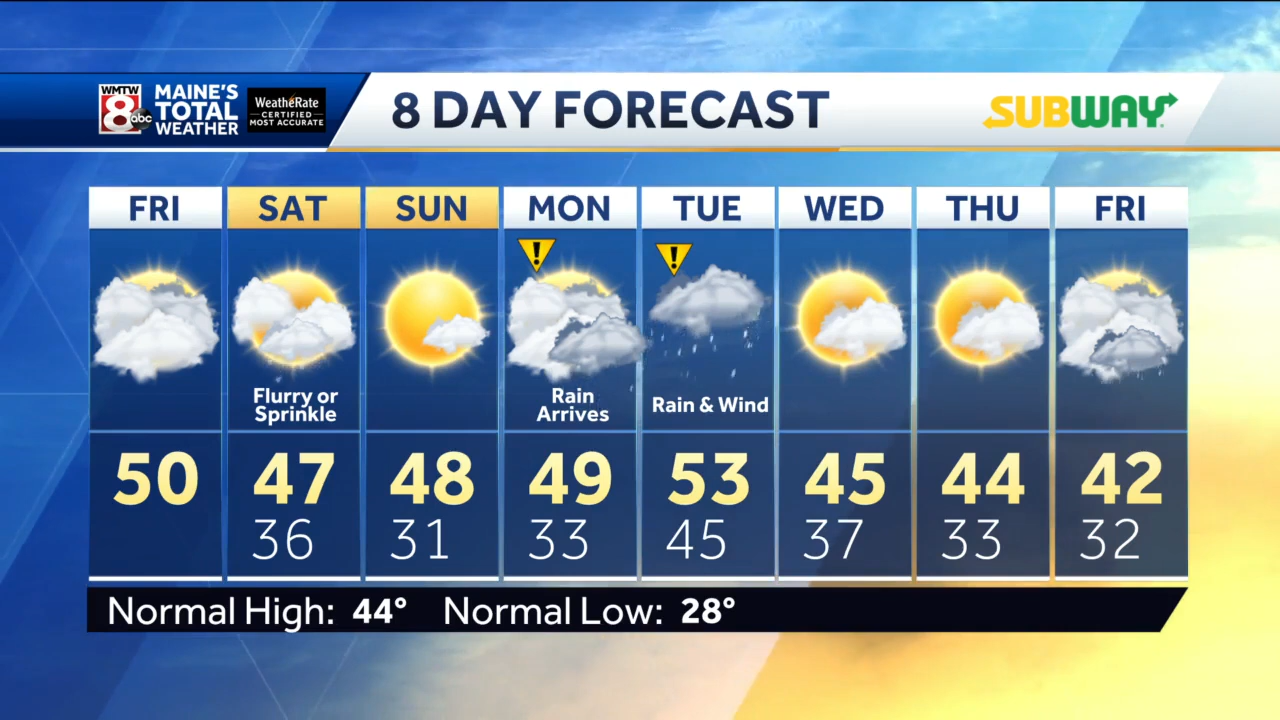 WMTW
8
abc
MAINE'S
TOTAL
WEATHER
WeatheRate
CERTIFIED
MOST ACCURATE
8 DAY FORECAST
SUBWAY
FRI SAT SUN MON TUE WED THU FRI
! !
Flurry or
Sprinkle
Rain
Arrives
Rain & Wind
50 47 48 49 53 45 44 42
36 31 33 45 37 33 32
Normal High: 44° Normal Low: 28°